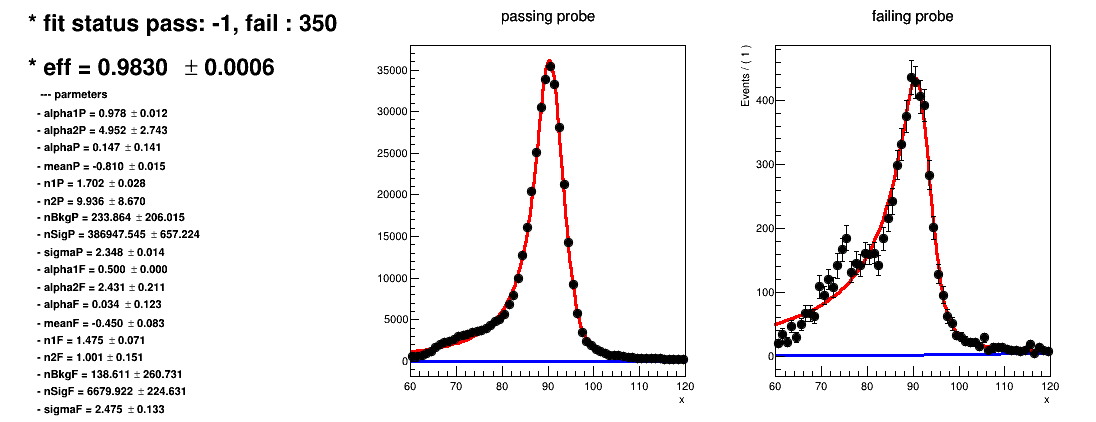 * fit status pass: -1, fail : 350
* eff = 0.9830 ± 0.0006
--- parmeters
- alpha1P = 0.978 ± 0.012
- alpha2P = 4.952 ± 2.743
- alphaP = 0.147 ± 0.141
- meanP = -0.810 ± 0.015
- n1P = 1.702 ± 0.028
- n2P = 9.936 ± 8.670
- nBkgP = 233.864 ± 206.015
- nSigP = 386947.545 ± 657.224
- sigmaP = 2.348 ± 0.014
- alpha1F = 0.500 ± 0.000
- alpha2F = 2.431 ± 0.211
- alphaF = 0.034 ± 0.123
- meanF = -0.450 ± 0.083
- n1F = 1.475 ± 0.071
- n2F = 1.001 ± 0.151
- nBkgF = 138.611 ± 260.731
- nSigF = 6679.922 ± 224.631
- sigmaF = 2.475 ± 0.133
passing probe
35000
30000
25000
20000
15000
10000
5000
0
60 70 80 90 100 110 120
x
failing probe
Events / ( 1 )
400
300
200
100
0
60 70 80 90 100 110 120
x